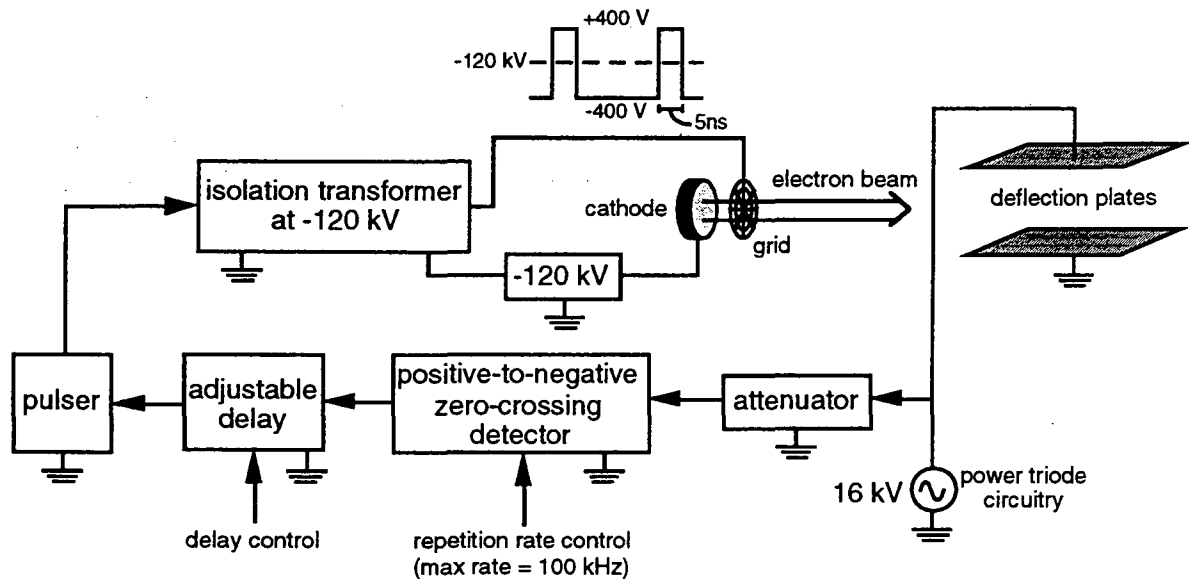 +400 V
-120 kV
-400 V
5ns
isolation transformer
at -120 kV
cathode
electron beam
grid
deflection plates
-120 kV
pulser
adjustable
delay
positive-to-negative
zero-crossing
detector
attenuator
16 kV
power triode
circuitry
delay control
repetition rate control
(max rate = 100 kHz)